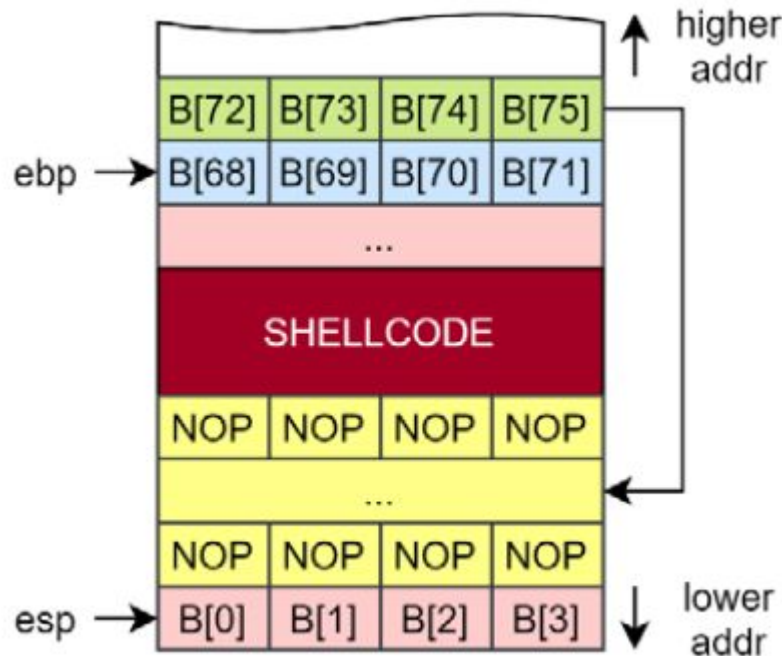 higher
addr
B[72] B[73] B[74] B[75]
ebp B[68] B[69] B[70] B[71]
...
SHELLCODE
NOP NOP NOP NOP
...
NOP NOP NOP NOP
esp B[0] B[1] B[2] B[3]
lower
addr